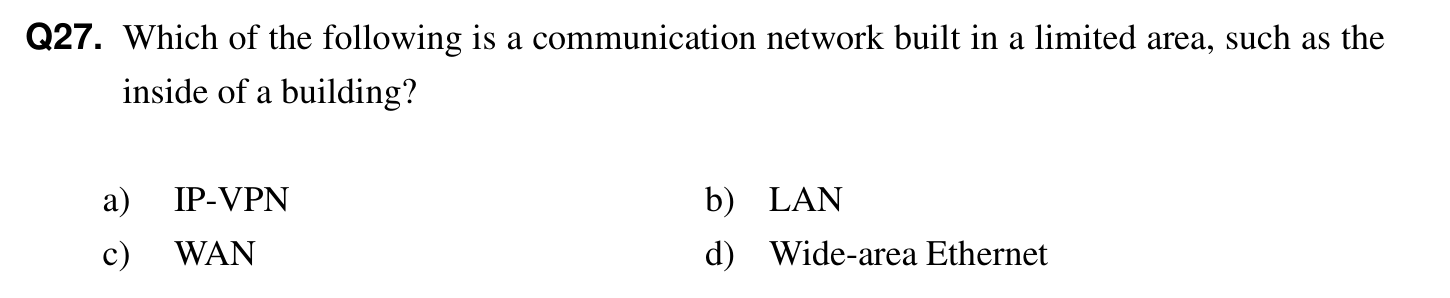 Q27. Which of the following is a communication network built in a limited area, such as the
inside of a building?
a) IP-VPN b) LAN
c) WAN d) Wide-area Ethernet